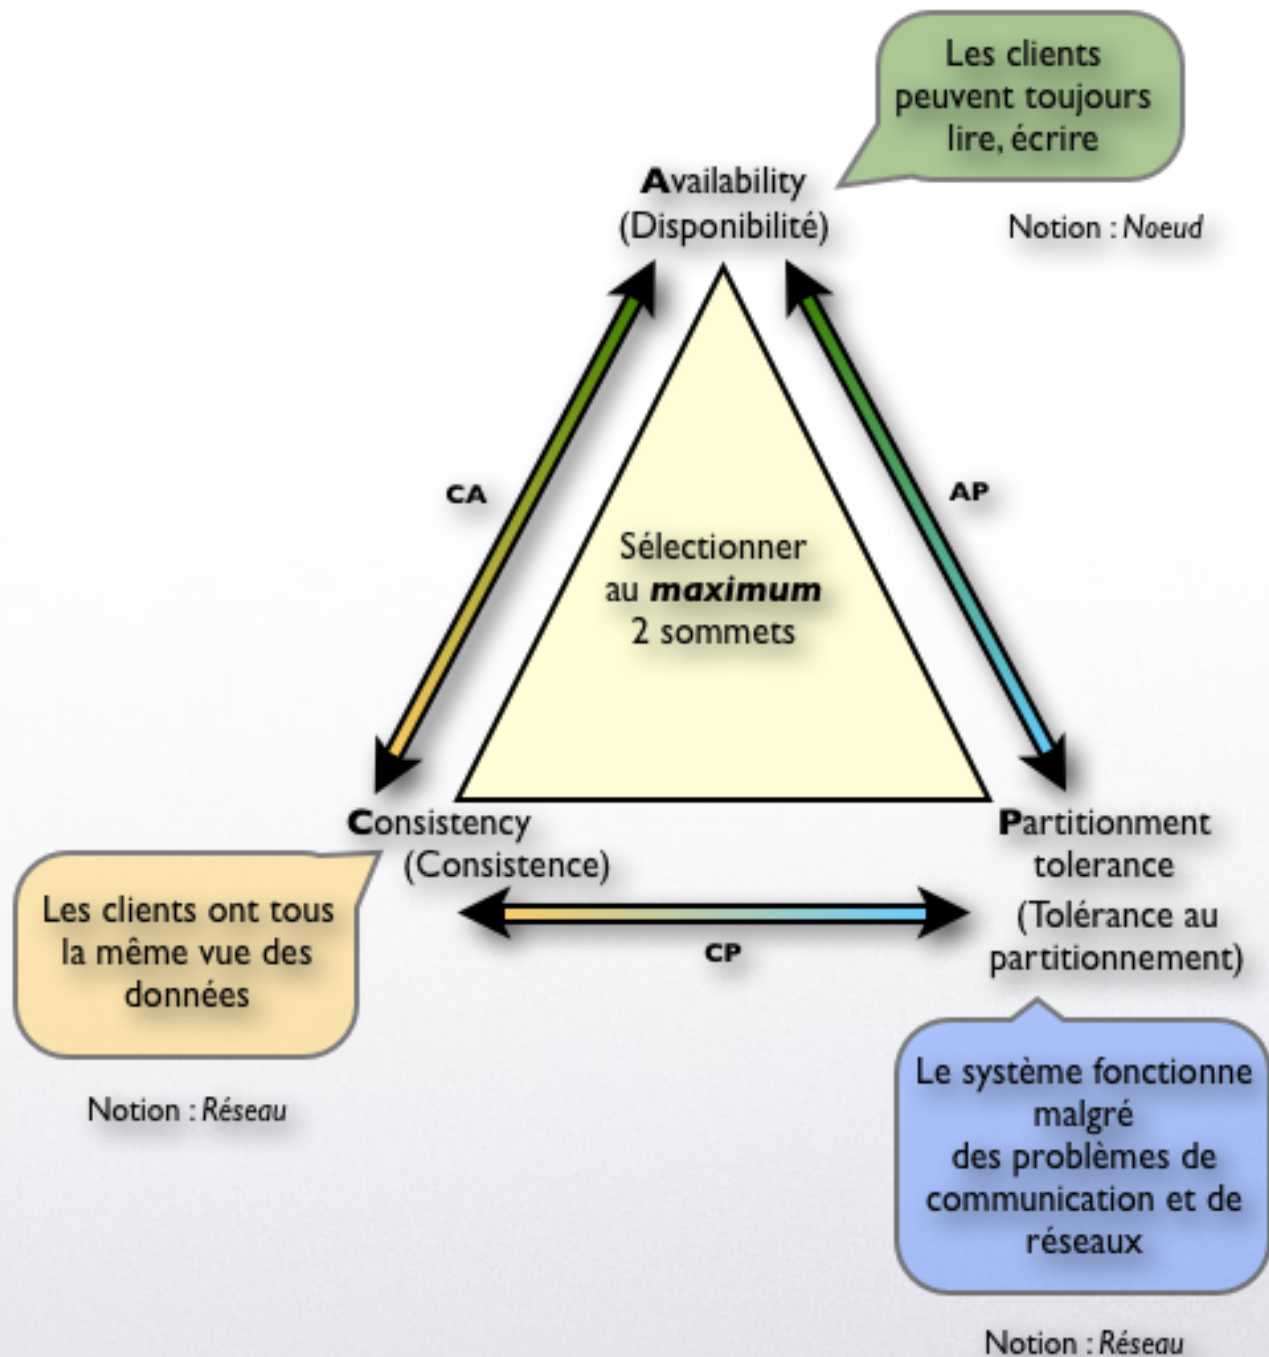 Les clients
peuvent toujours
lire, écrire
Availability
(Disponibilité)
Notion : Noeud
CA
AP
Sélectionner
au maximum
2 sommets
Consistency
(Consistence)
Partitionment
tolerance
(Tolérance au
partitionnement)
Les clients ont tous
la même vue des
données
CP
Notion : Réseau
Le système fonctionne
malgré
des problèmes de
communication et de
réseaux
Notion : Réseau